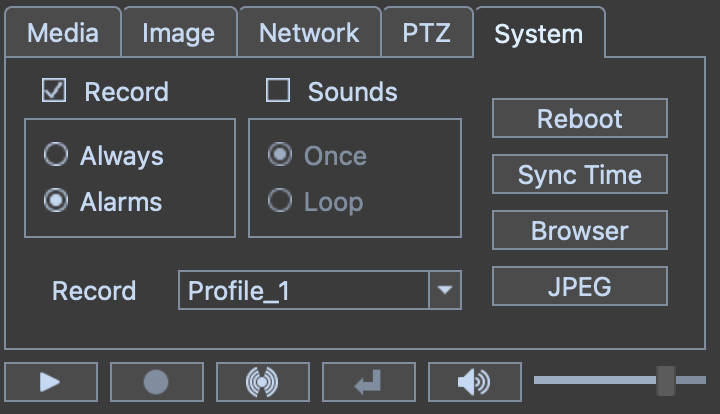 Media Image Network PTZ System
Record Sounds
Reboot
Always Once
Sync Time
Alarms Loop
Browser
Record Profile_1 JPEG